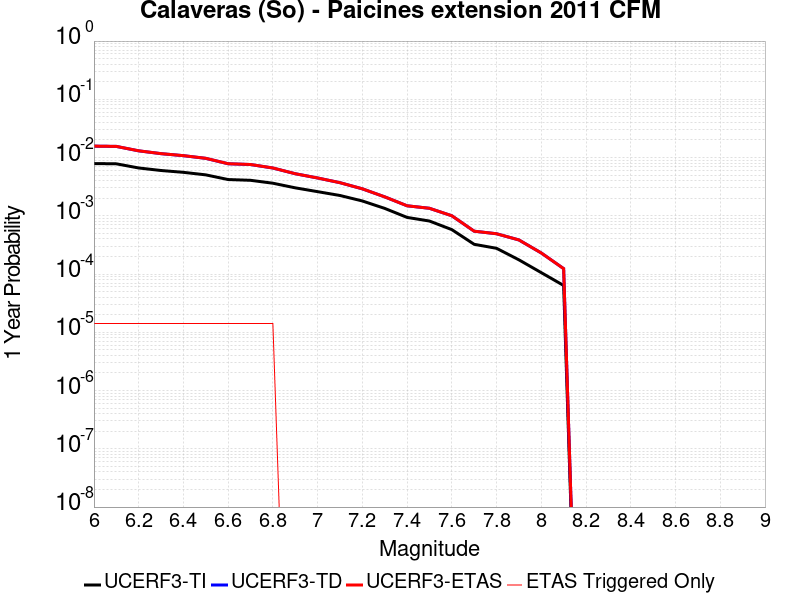 Calaveras (So) - Paicines extension 2011 CFM
10^0
10^-1
10^-2
10^-3
10^-4
10^-5
10^-6
10^-7
10^-8
1 Year Probability
6 6.2 6.4 6.6 6.8 7 7.2 7.4 7.6 7.8 8 8.2 8.4 8.6 8.8 9
Magnitude
UCERF3-TI UCERF3-TD UCERF3-ETAS ETAS Triggered Only